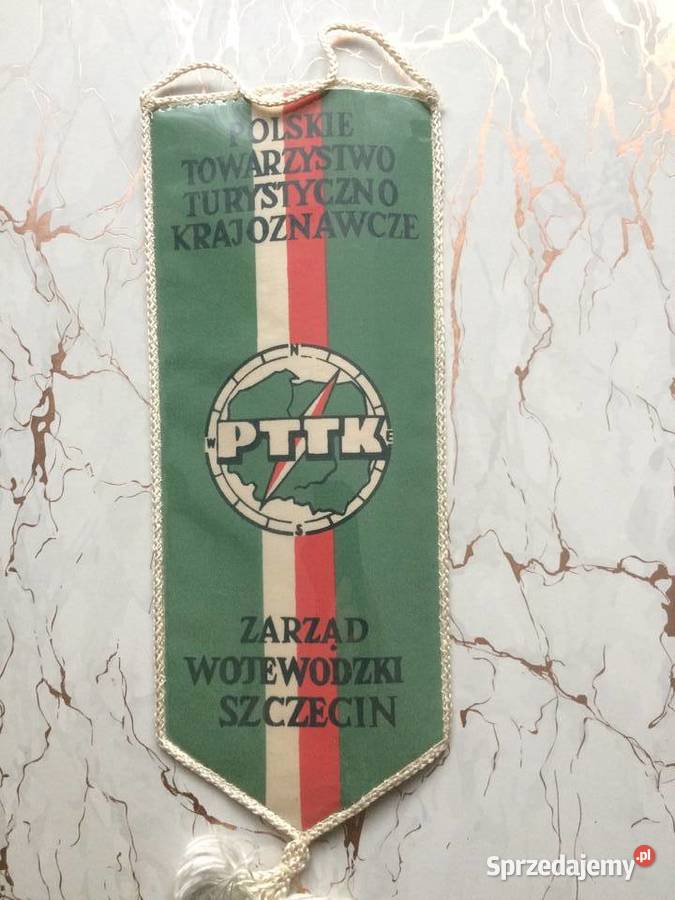 POLSKIE
TOWARZYSTWO
TURYSTYCZNO
KRAJOZNAWCZE
N
W PTTK E
S
ZARZĄD
WOJEWÓDZKI
SZCZECIN
Sprzedajemy.pl